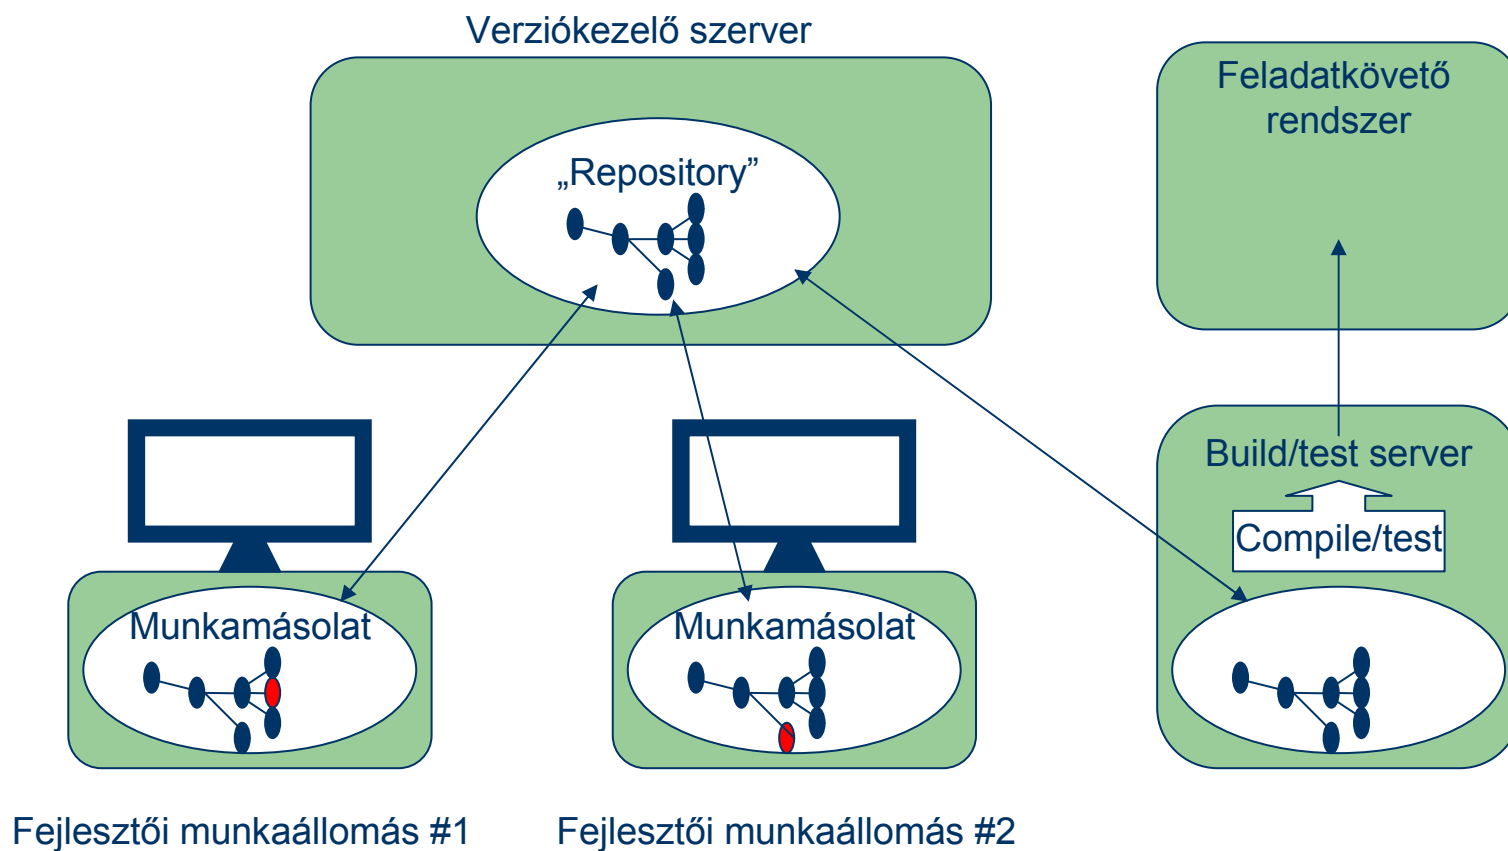 Verziókezelő szerver
„Repository”
Feladatkövető
rendszer
Build/test server
Compile/test
Munkamásolat
Munkamásolat
Fejlesztői munkaállomás #1
Fejlesztői munkaállomás #2